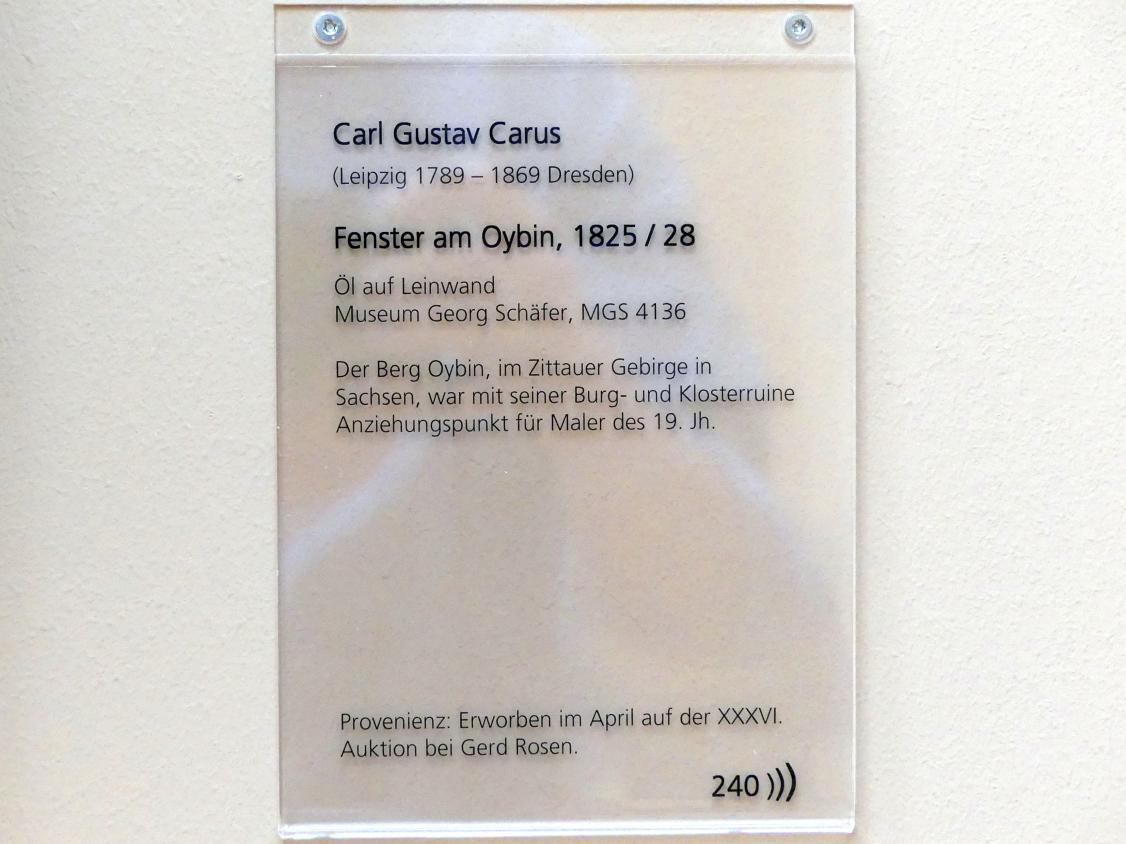 Carl Gustav Carus
(Leipzig 1789 – 1869 Dresden)
Fenster am Oybin, 1825 / 28
Öl auf Leinwand
Museum Georg Schäfer, MGS 4136
Der Berg Oybin, im Zittauer Gebirge in
Sachsen, war mit seiner Burg- und Klosterruine
Anziehungspunkt für Maler des 19. Jh.
Provenienz: Erworben im April auf der XXXVI.
Auktion bei Gerd Rosen.
240 )))